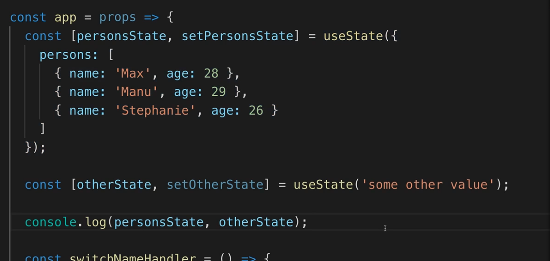 const app = props => {
const [personsState, setPersonsState] = useState({
persons: [
{ name: 'Max', age: 28 },
{ name: 'Manu', age: 29 },
{ name: 'Stephanie', age: 26 }
]
});
const [otherState, setOtherState] = useState('some other value');
console.log(personsState, otherState);
const switchNameHandler = () => {